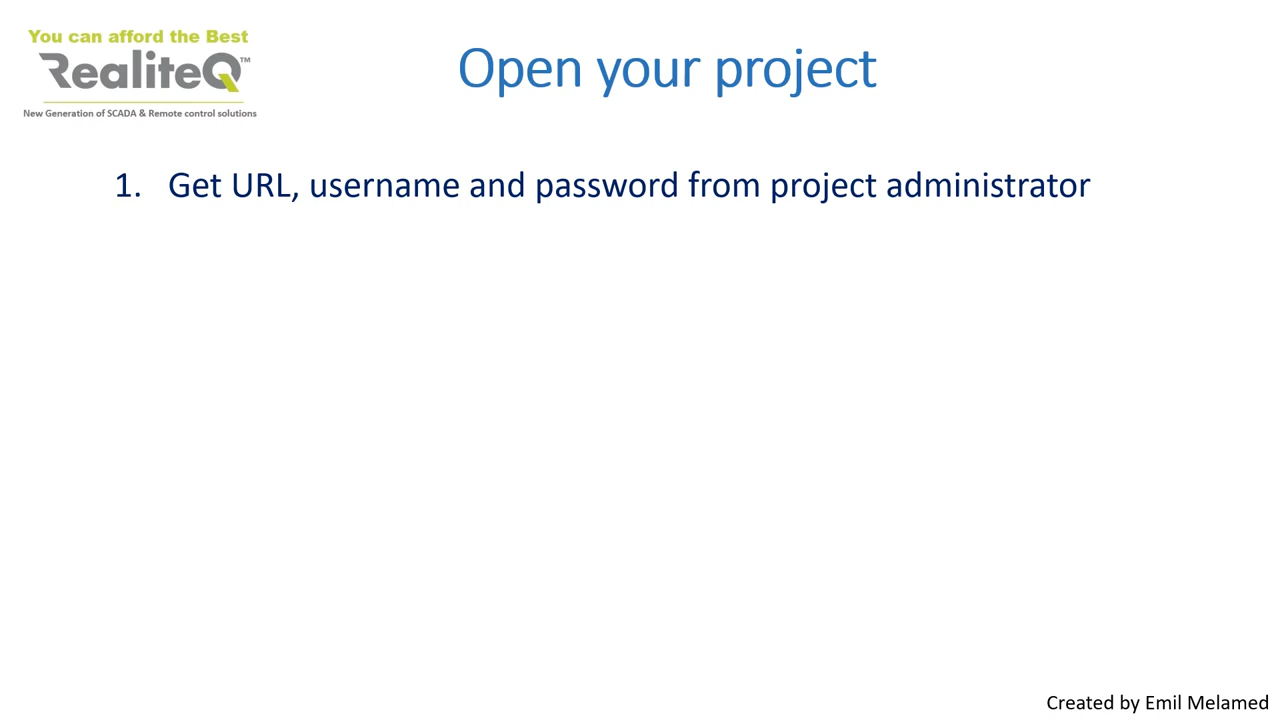 You can afford the Best
RealiteQ™
New Generation of SCADA & Remote control solutions
Open your project
1. Get URL, username and password from project administrator
Created by Emil Melamed